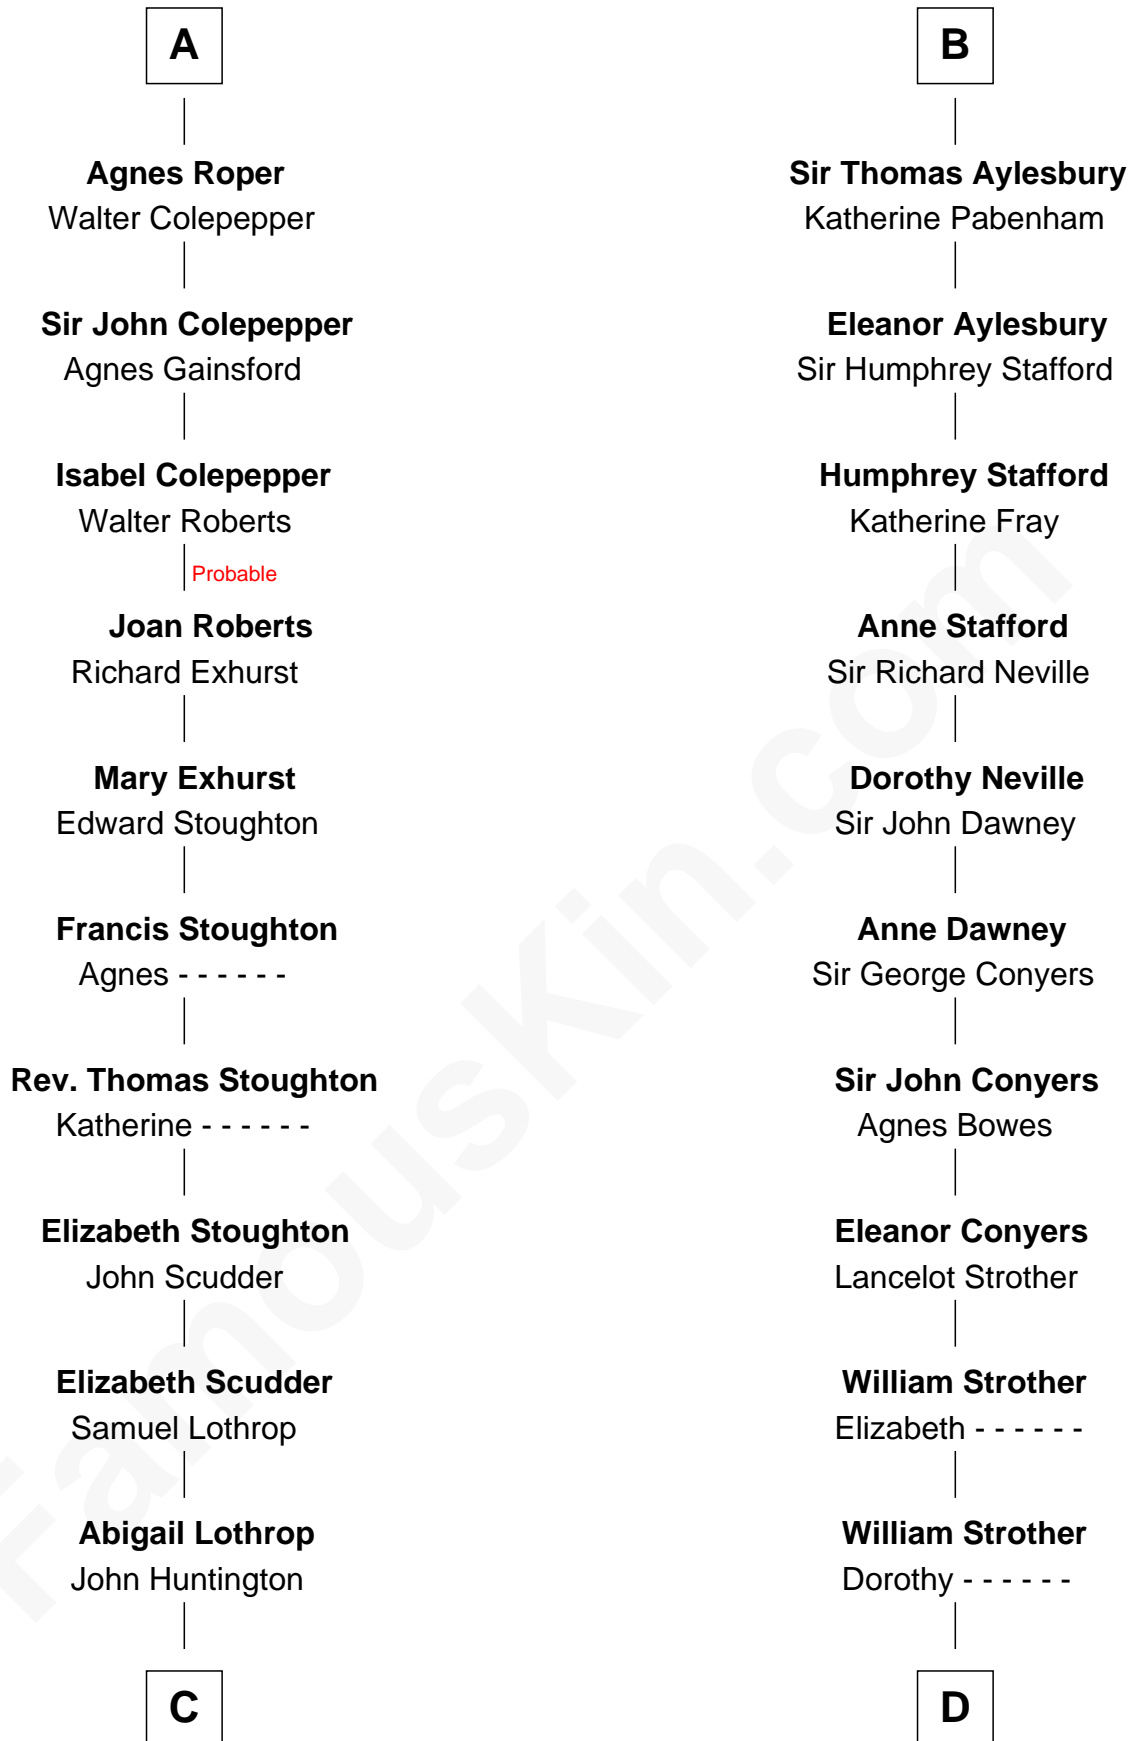 A
Agnes Roper
Walter Colepepper
Sir John Colepepper
Agnes Gainsford
Isabel Colepepper
Walter Roberts
Probable
Joan Roberts
Richard Exhurst
Mary Exhurst
Edward Stoughton
Francis Stoughton
Agnes - - - - - -
Rev. Thomas Stoughton
Katherine - - - - - -
Elizabeth Stoughton
John Scudder
Elizabeth Scudder
Samuel Lothrop
Abigail Lothrop
John Huntington
C
B
Sir Thomas Aylesbury
Katherine Pabenham
Eleanor Aylesbury
Sir Humphrey Stafford
Humphrey Stafford
Katherine Fray
Anne Stafford
Sir Richard Neville
Dorothy Neville
Sir John Dawney
Anne Dawney
Sir George Conyers
Sir John Conyers
Agnes Bowes
Eleanor Conyers
Lancelot Strother
William Strother
Elizabeth - - - - - -
William Strother
Dorothy - - - - - -
D
FamousKin.com